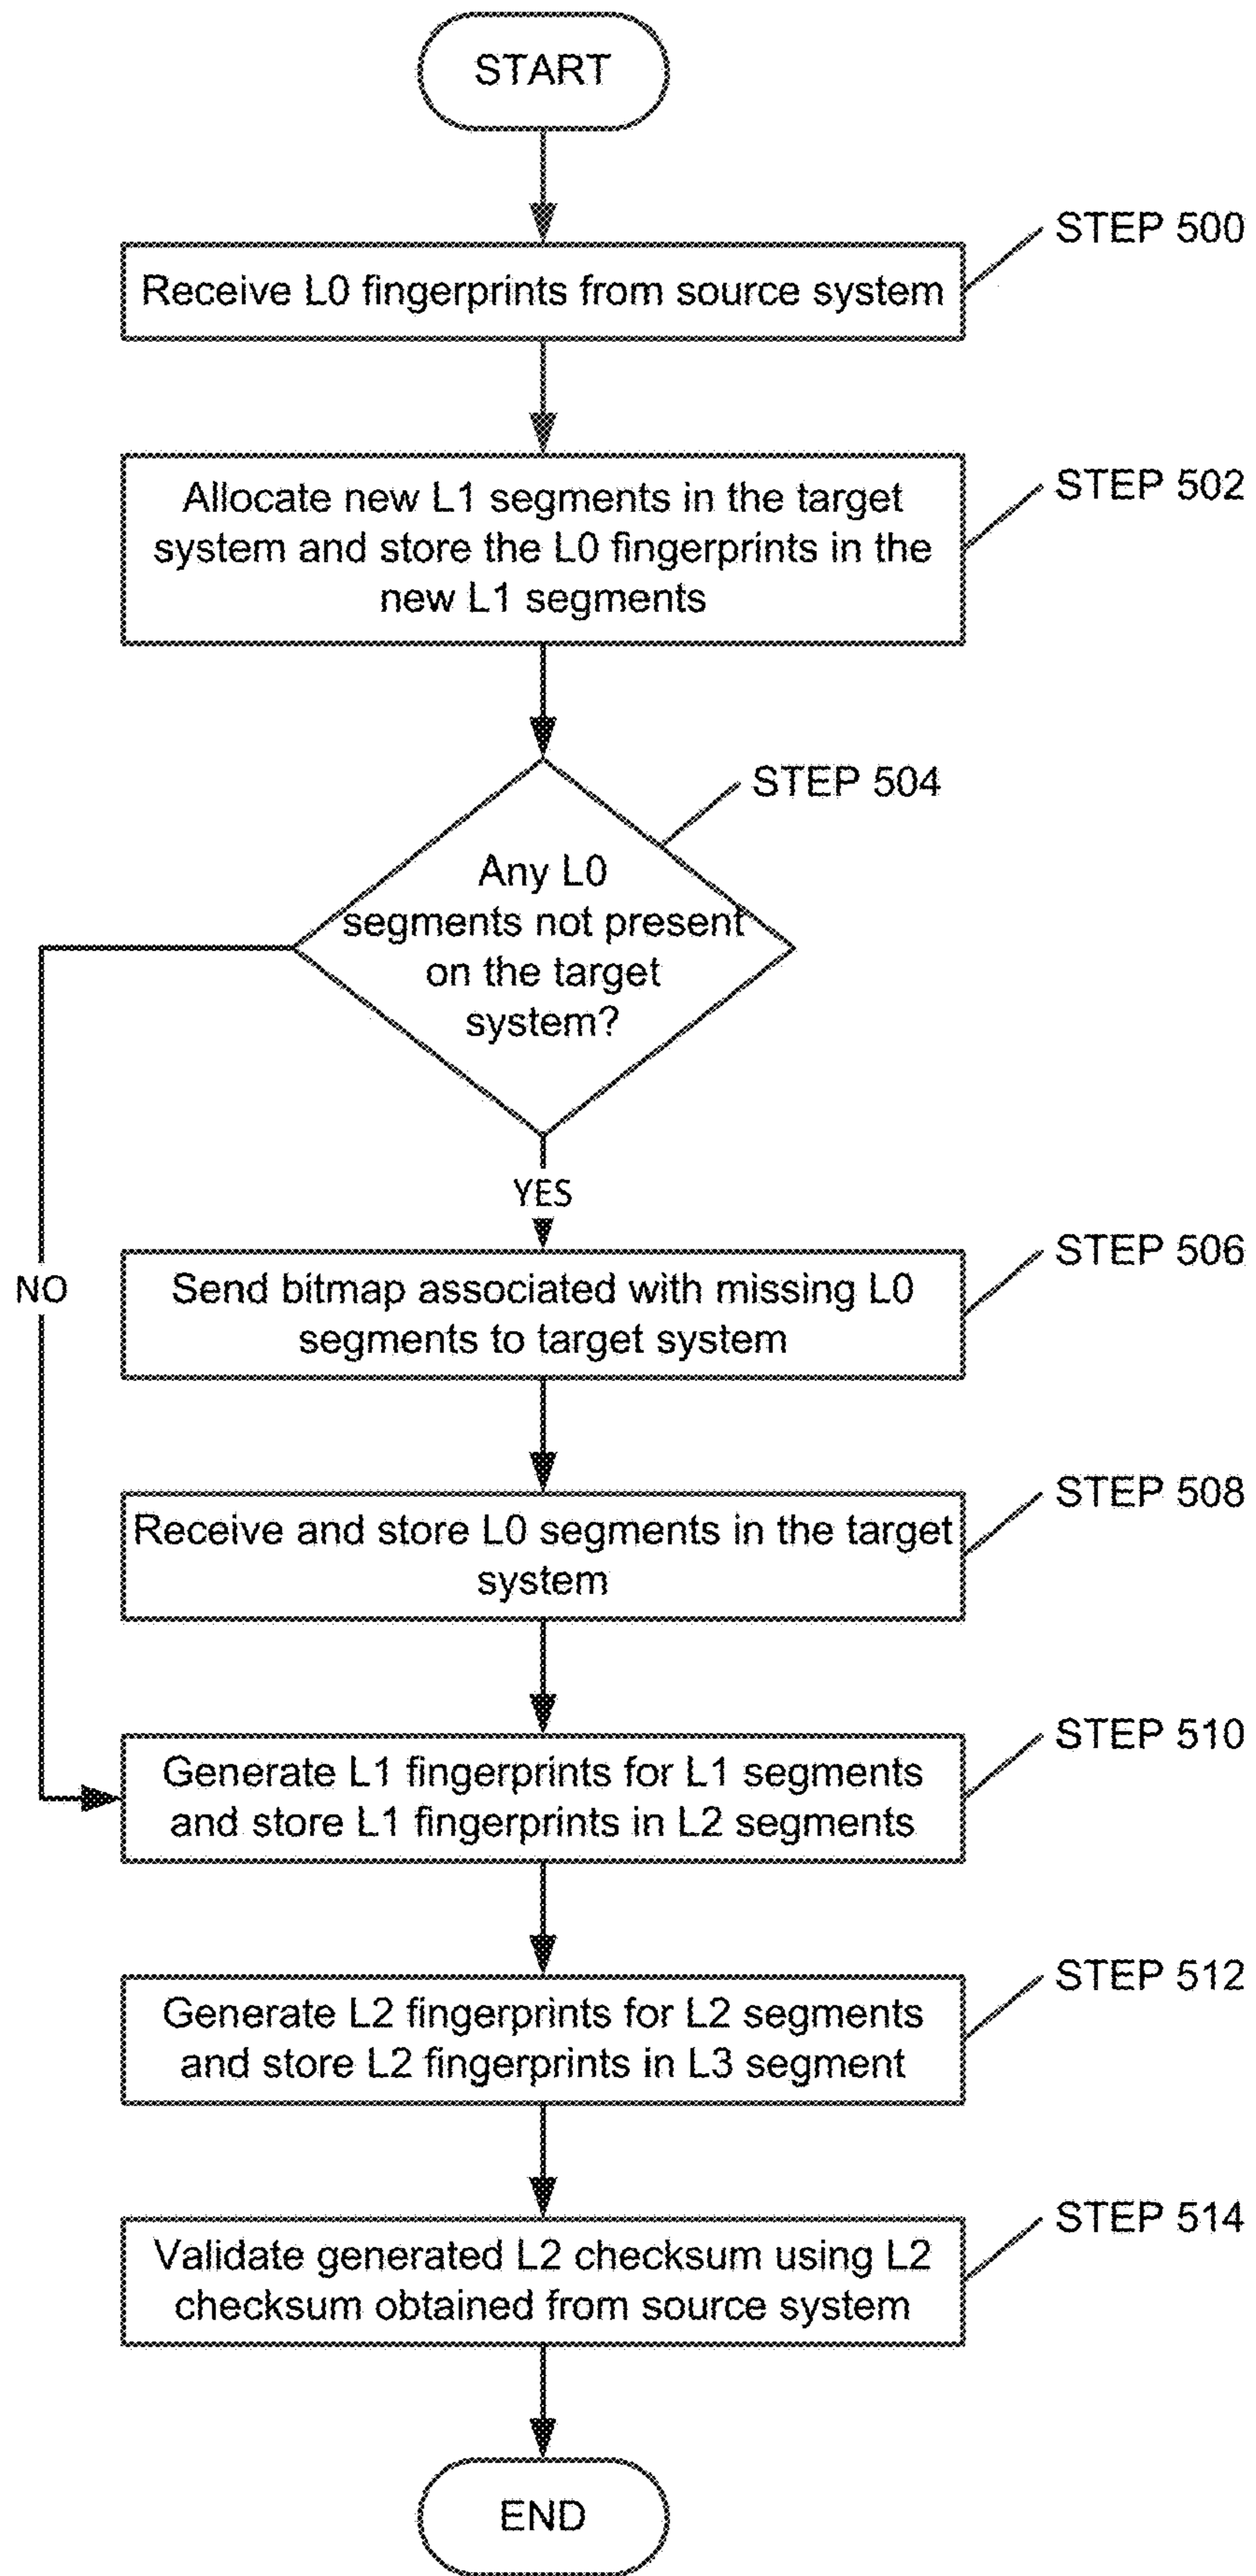 START
STEP 500
Receive L0 fingerprints from source system
STEP 502
Allocate new L1 segments in the target
system and store the L0 fingerprints in the
new L1 segments
STEP 504
Any L0
segments not present
on the target
system?
YES
NO
STEP 506
Send bitmap associated with missing L0
segments to target system
STEP 508
Receive and store L0 segments in the target
system
STEP 510
Generate L1 fingerprints for L1 segments
and store L1 fingerprints in L2 segments
STEP 512
Generate L2 fingerprints for L2 segments
and store L2 fingerprints in L3 segment
STEP 514
Validate generated L2 checksum using L2
checksum obtained from source system
END